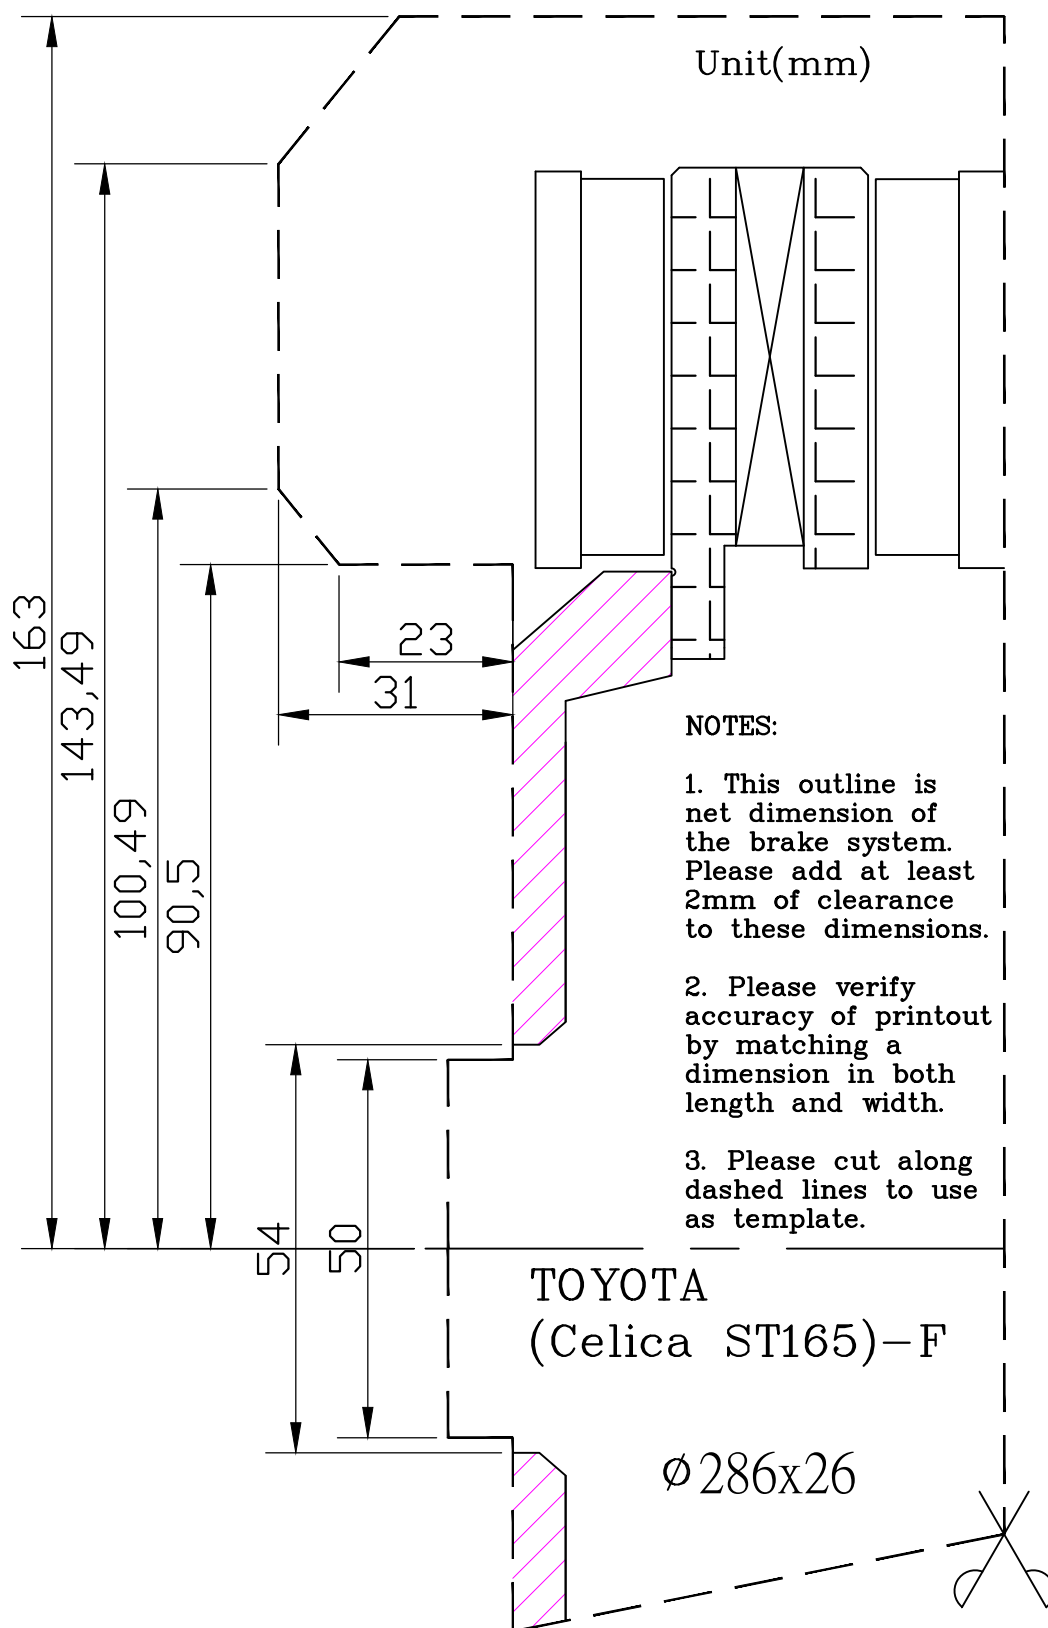 Unit(mm)
163
143,49
100,49
90,5
23
31
NOTES:
1. This outline is
net dimension of
the brake system.
Please add at least
2mm of clearance
to these dimensions.
2. Please verify
accuracy of printout
by matching a
dimension in both
length and width.
3. Please cut along
dashed lines to use
as template.
54
50
TOYOTA
(Celica ST165)-F
Ø286x26